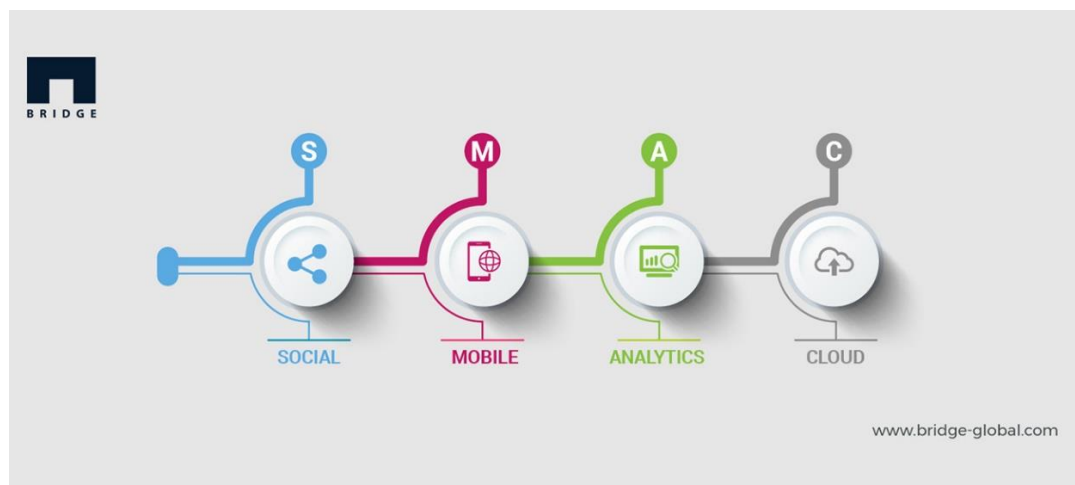 BRIDGE
S M A C
SOCIAL MOBILE ANALYTICS CLOUD
www.bridge-global.com